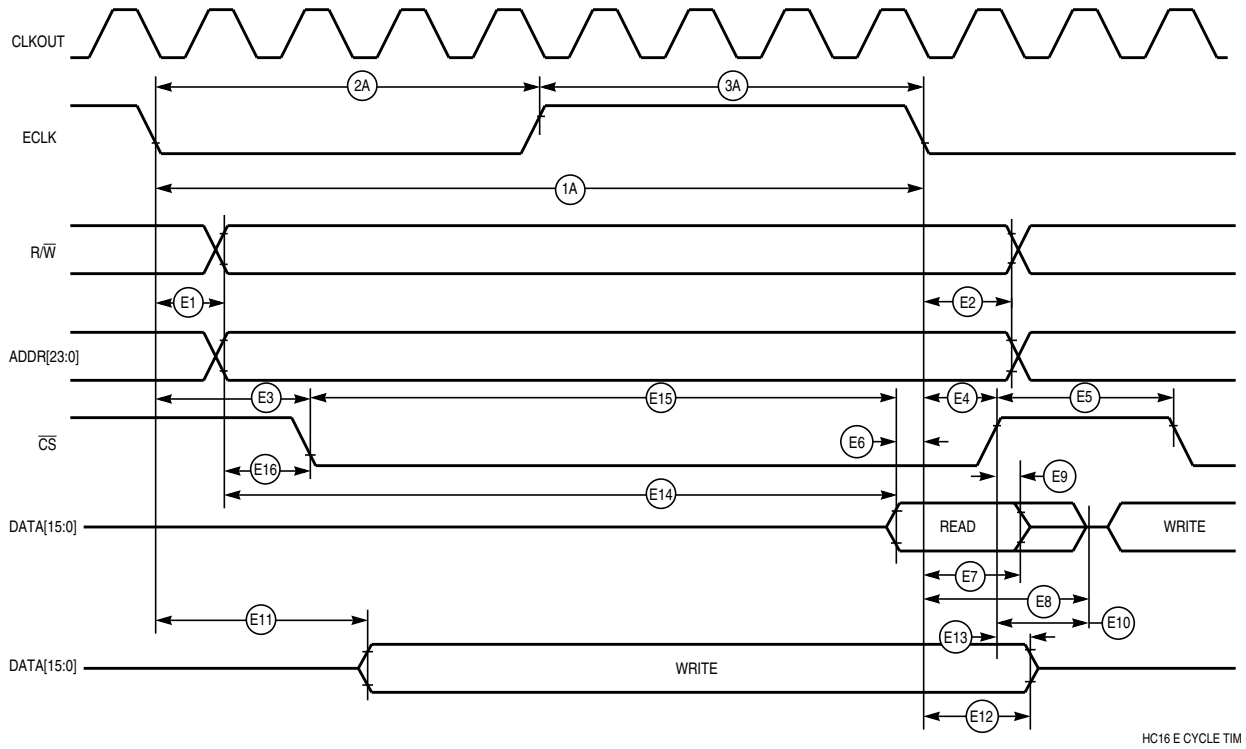 CLKOUT
2A
3A
ECLK
1A
R/W̅
E1
E2
ADDR[23:0]
E3
E15
E4
E5
C̅S̅
E6
E16
E9
E14
DATA[15:0]
READ
WRITE
E7
E8
E11
E10
E13
DATA[15:0]
WRITE
E12
HC16 E CYCLE TIM